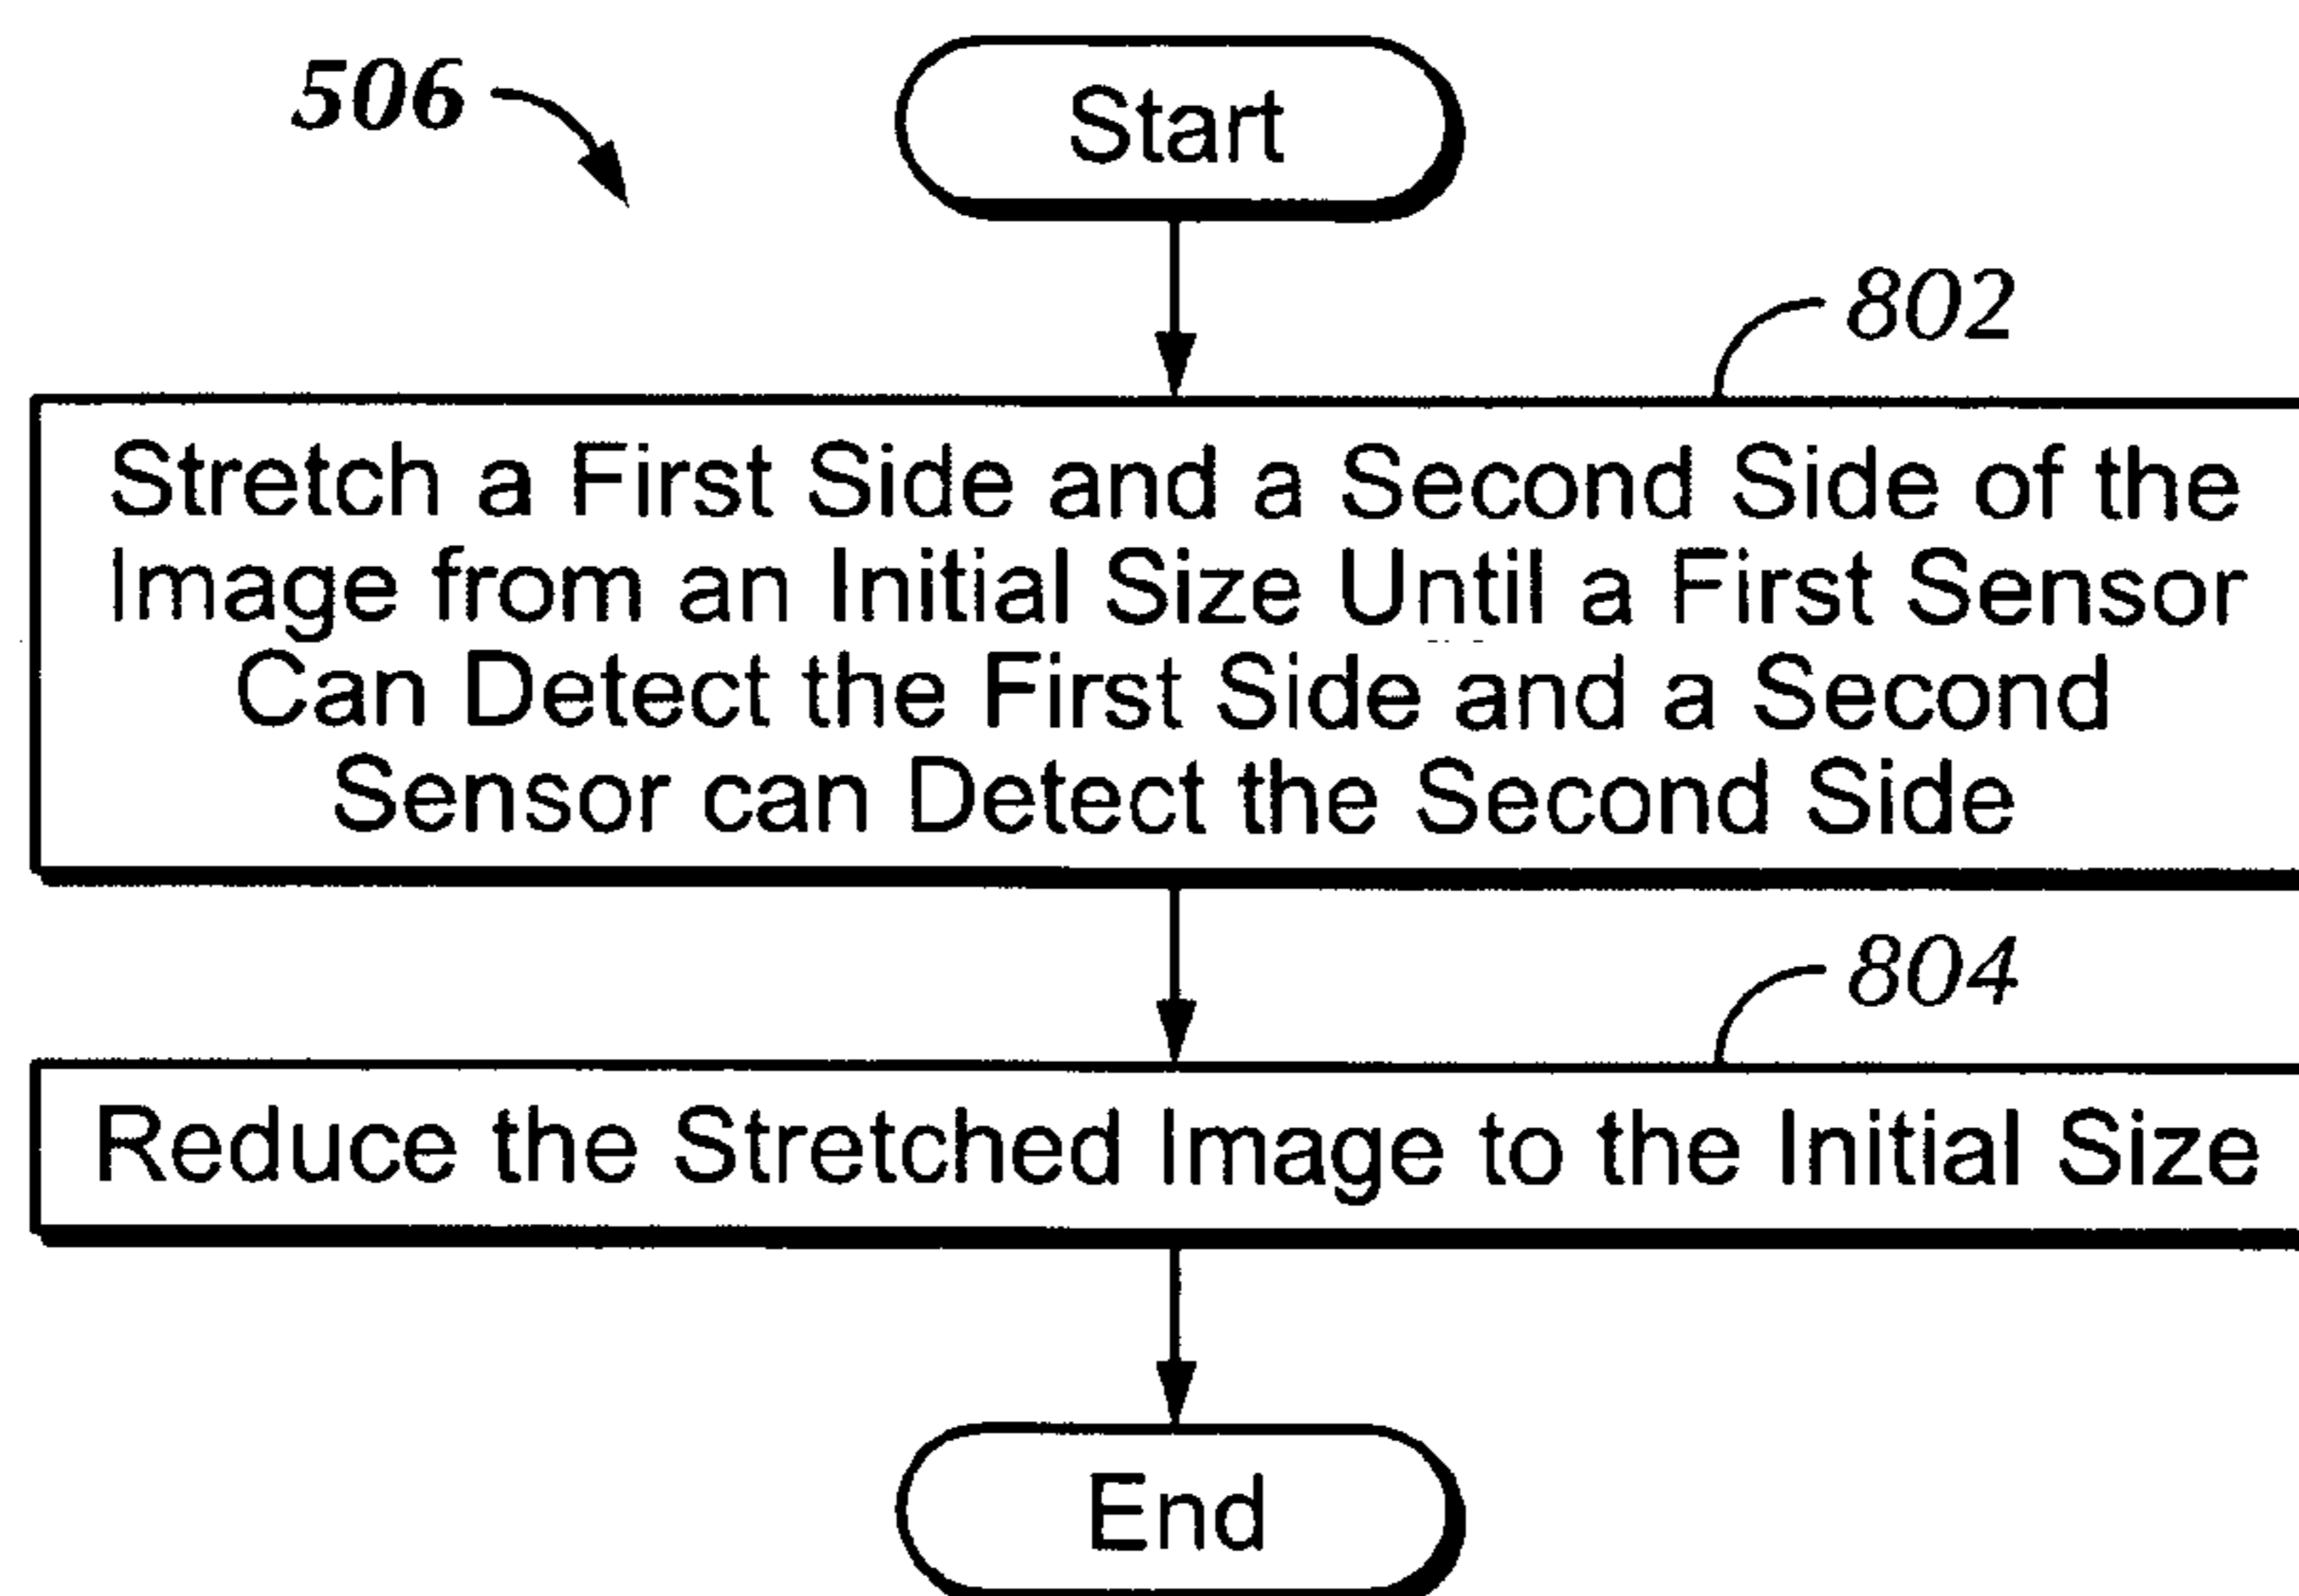 506
Start
802
Stretch a First Side and a Second Side of the
Image from an Initial Size Until a First Sensor
Can Detect the First Side and a Second
Sensor can Detect the Second Side
804
Reduce the Stretched Image to the Initial Size
End